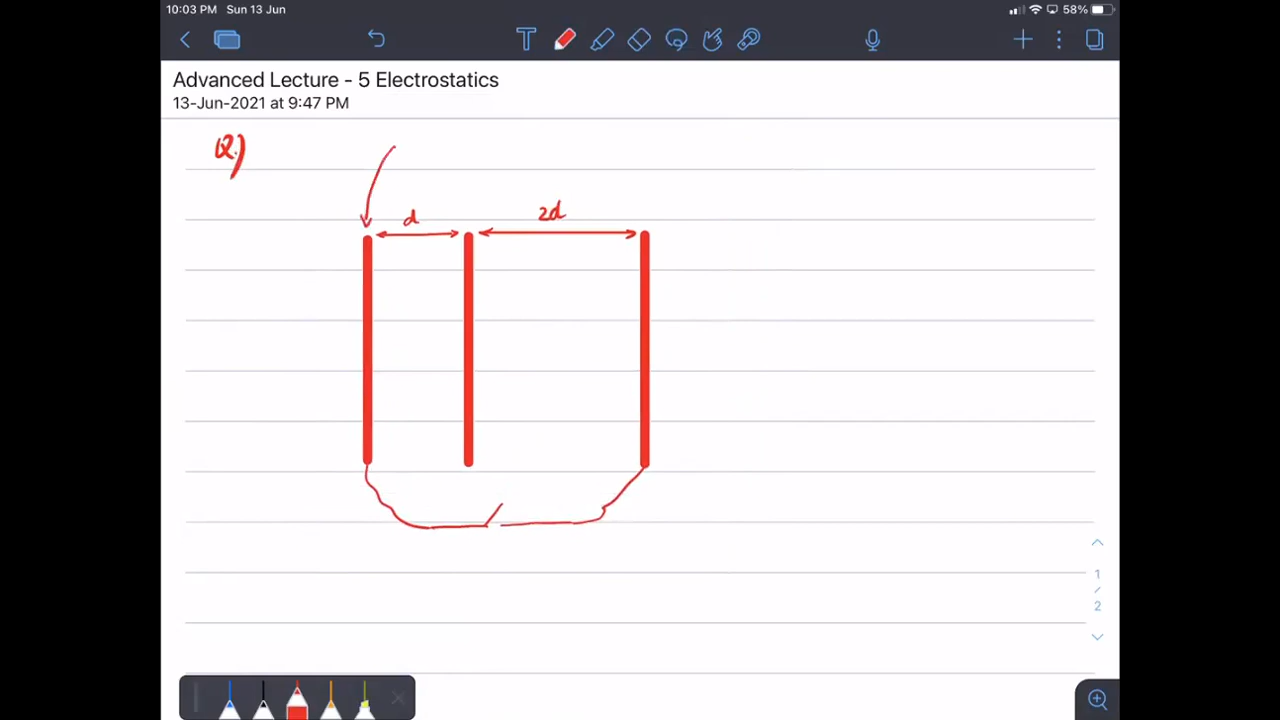 10:03 PM Sun 13 Jun 58%
T
Advanced Lecture - 5 Electrostatics
13-Jun-2021 at 9:47 PM
Q.)
d 2d
1
/
2